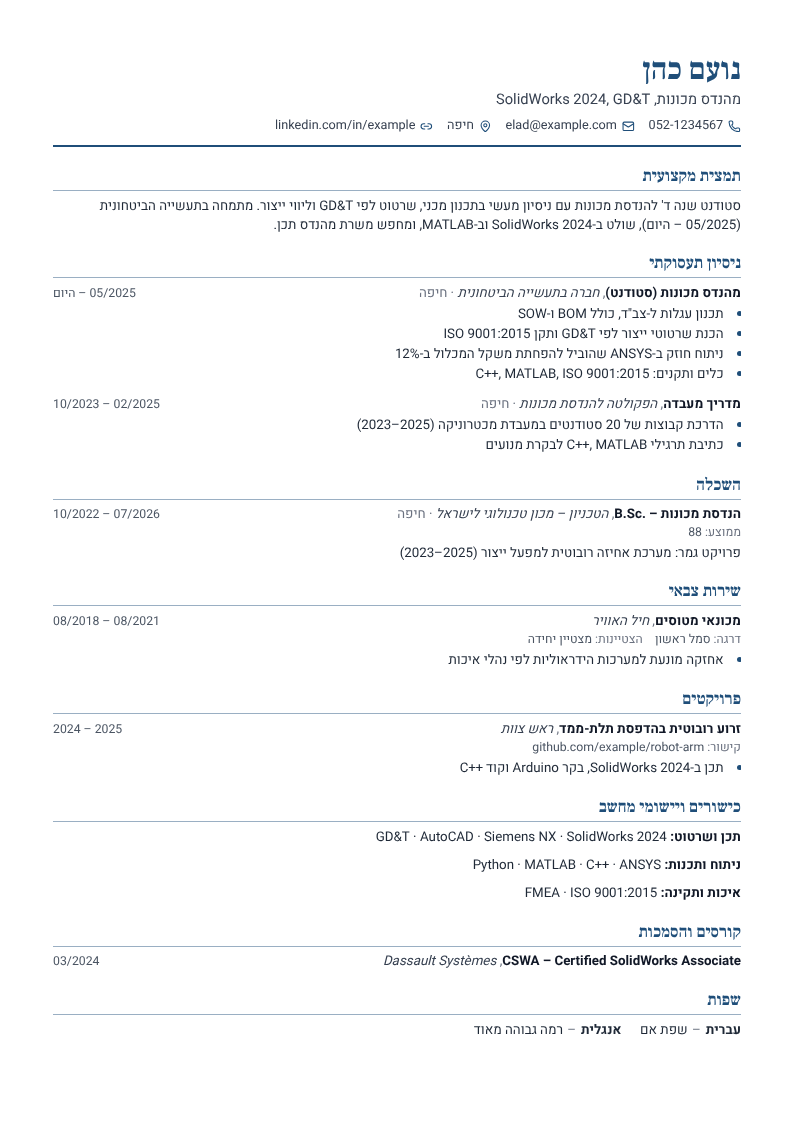 נועם כהן
מהנדס מכונות, SolidWorks 2024, GD&T
052-1234567 elad@example.com חיפה linkedin.com/in/example
תמצית מקצועית
סטודנט שנה ד' להנדסת מכונות עם ניסיון מעשי בתכנון מכני, שרטוט לפי GD&T וליווי ייצור. מתמחה בתעשייה הביטחונית
(05/2025 – היום), שולט ב-SolidWorks 2024 וב-MATLAB, ומחפש משרת מהנדס תכן.
ניסיון תעסוקתי
מהנדס מכונות (סטודנט), חברה בתעשייה הביטחונית · חיפה 05/2025 – היום
תכנון עגלות ל-צב"ד, כולל BOM ו-SOW
הכנת שרטוטי ייצור לפי GD&T ותקן ISO 9001:2015
ניתוח חוזק ב-ANSYS שהוביל להפחתת משקל המכלול ב-12%
כלים ותקנים: C++, MATLAB, ISO 9001:2015
מדריך מעבדה, הפקולטה להנדסת מכונות · חיפה 10/2023 – 02/2025
הדרכת קבוצות של 20 סטודנטים במעבדת מכטרוניקה (2023–2025)
כתיבת תרגילי C++, MATLAB לבקרת מנועים
השכלה
הנדסת מכונות – B.Sc., הטכניון – מכון טכנולוגי לישראל · חיפה 10/2022 – 07/2026
ממוצע: 88
פרויקט גמר: מערכת אחיזה רובוטית למפעל ייצור (2023–2025)
שירות צבאי
מכונאי מטוסים, חיל האוויר 08/2018 – 08/2021
דרגה: סמל ראשון הצטיינות: מצטיין יחידה
אחזקה מונעת למערכות הידראוליות לפי נהלי איכות
פרויקטים
זרוע רובוטית בהדפסת תלת-ממד, ראש צוות 2024 – 2025
קישור: github.com/example/robot-arm
תכן ב-SolidWorks 2024, בקר Arduino וקוד C++
כישורים ויישומי מחשב
תכן ושרטוט: GD&T · AutoCAD · Siemens NX · SolidWorks 2024
ניתוח ותכנות: Python · MATLAB · C++ · ANSYS
איכות ותקינה: FMEA · ISO 9001:2015
קורסים והסמכות
CSWA – Certified SolidWorks Associate, Dassault Systèmes 03/2024
שפות
עברית – שפת אם אנגלית – רמה גבוהה מאוד